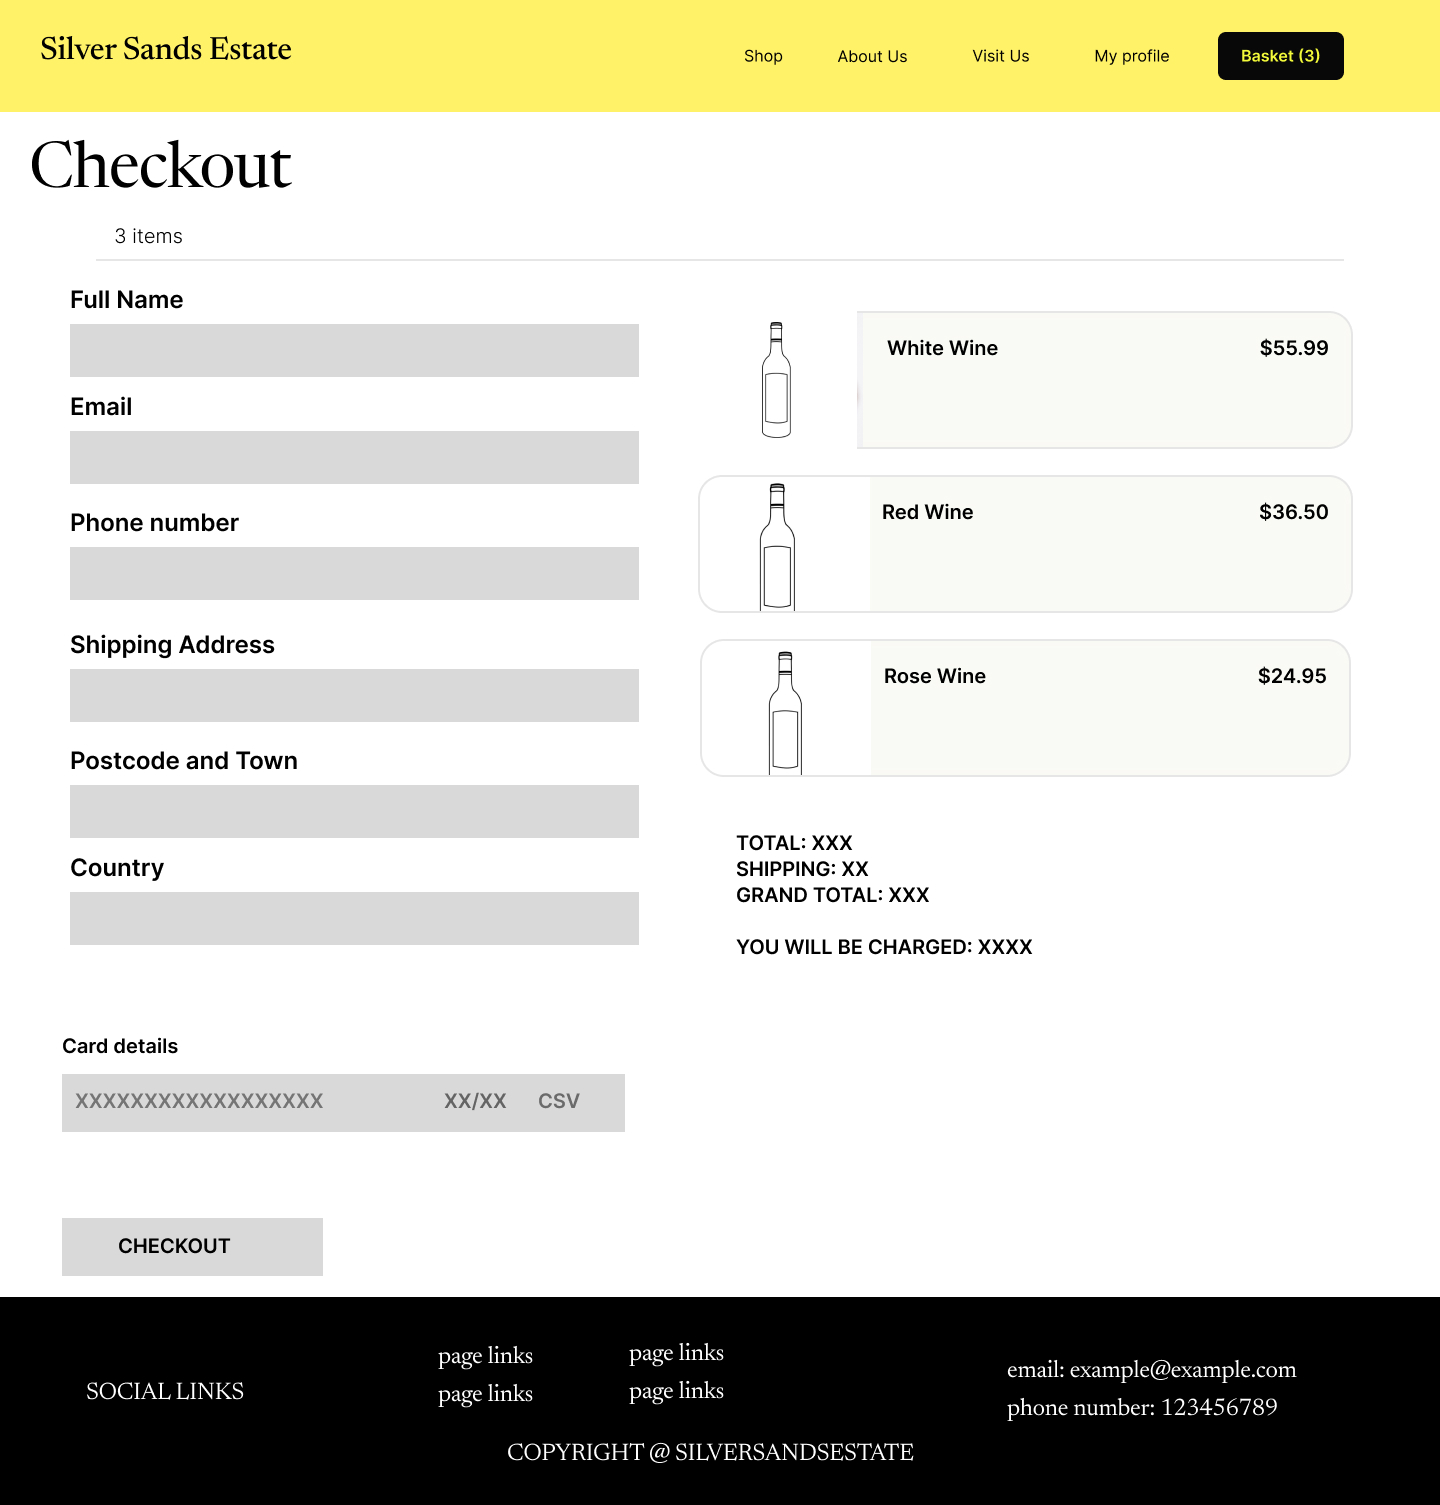 Silver Sands Estate
Shop
About Us
Visit Us
My profile
Basket (3)
Checkout
3 items
Full Name
Email
Phone number
Shipping Address
Postcode and Town
Country
White Wine
$55.99
Red Wine
$36.50
Rose Wine
$24.95
TOTAL: XXX
SHIPPING: XX
GRAND TOTAL: XXX
YOU WILL BE CHARGED: XXXX
Card details
XXXXXXXXXXXXXXXXXX
XX/XX
CSV
CHECKOUT
SOCIAL LINKS
page links
page links
page links
page links
email: example@example.com
phone number: 123456789
COPYRIGHT @ SILVERSANDSESTATE